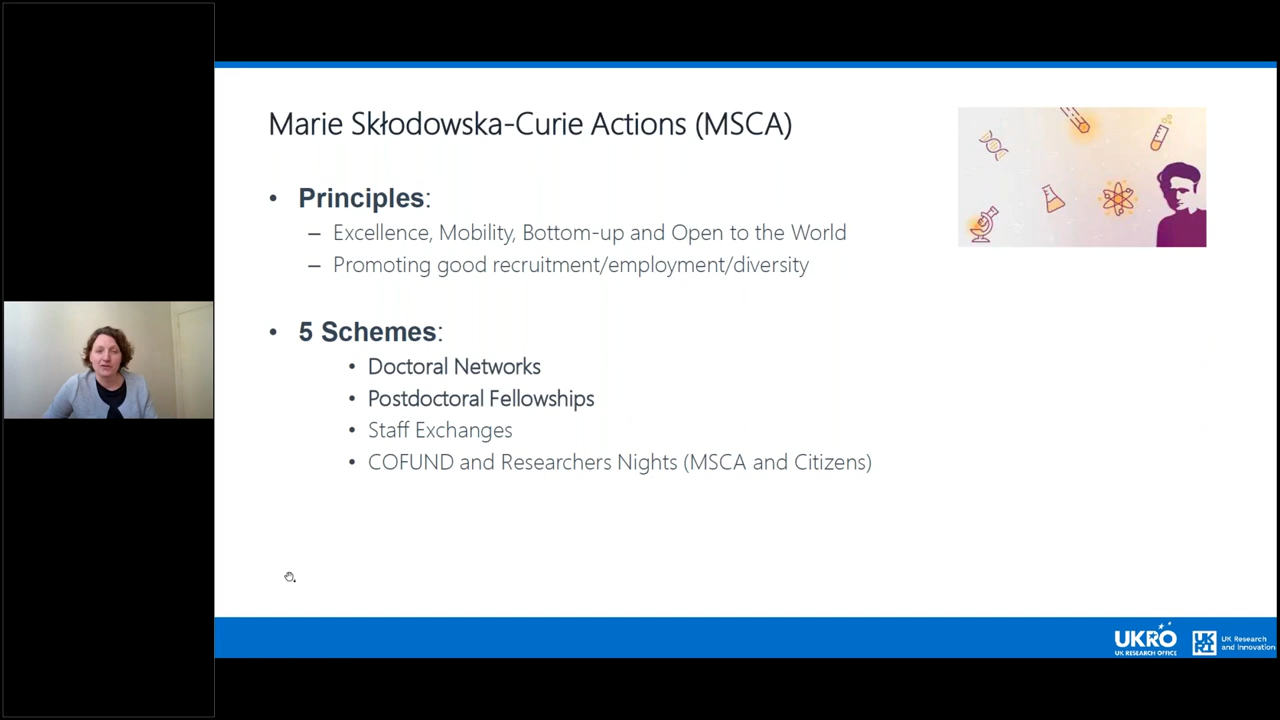 Marie Skłodowska-Curie Actions (MSCA)
• Principles:
– Excellence, Mobility, Bottom-up and Open to the World
– Promoting good recruitment/employment/diversity
• 5 Schemes:
• Doctoral Networks
• Postdoctoral Fellowships
• Staff Exchanges
• COFUND and Researchers Nights (MSCA and Citizens)
UKRO
UK RESEARCH OFFICE
UKRI
UK Research
and Innovation